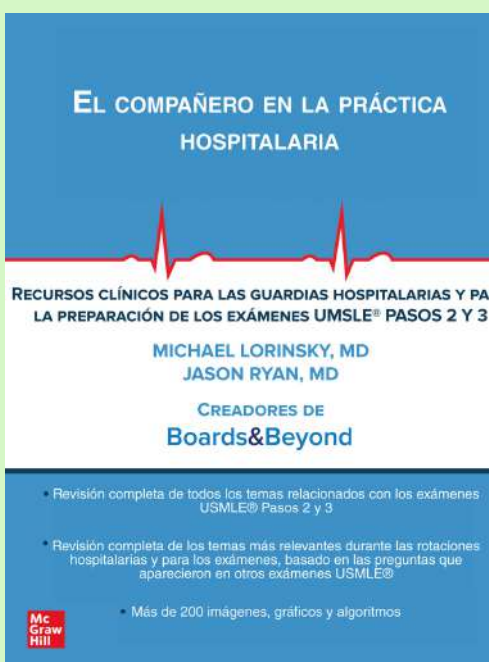 EL COMPAÑERO EN LA PRÁCTICA
HOSPITALARIA
RECURSOS CLÍNICOS PARA LAS GUARDIAS HOSPITALARIAS Y PA
LA PREPARACIÓN DE LOS EXÁMENES UMSLE® PASOS 2 Y 3
MICHAEL LORINSKY, MD
JASON RYAN, MD
CREADORES DE
Boards&Beyond
• Revisión completa de todos los temas relacionados con los exámenes
USMLE® Pasos 2 y 3
• Revisión completa de los temas más relevantes durante las rotaciones
hospitalarias y para los exámenes, basado en las preguntas que
aparecieron en otros exámenes USMLE®
• Más de 200 imágenes, gráficos y algoritmos
Mc
Graw
Hill